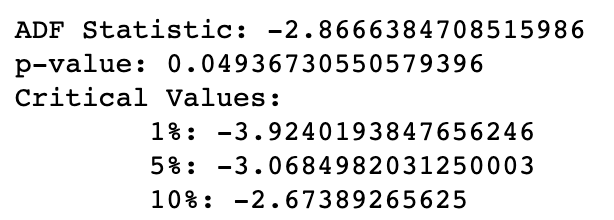 ADF Statistic: -2.8666384708515986
p-value: 0.04936730550579396
Critical Values:
1%: -3.9240193847656246
5%: -3.0684982031250003
10%: -2.67389265625